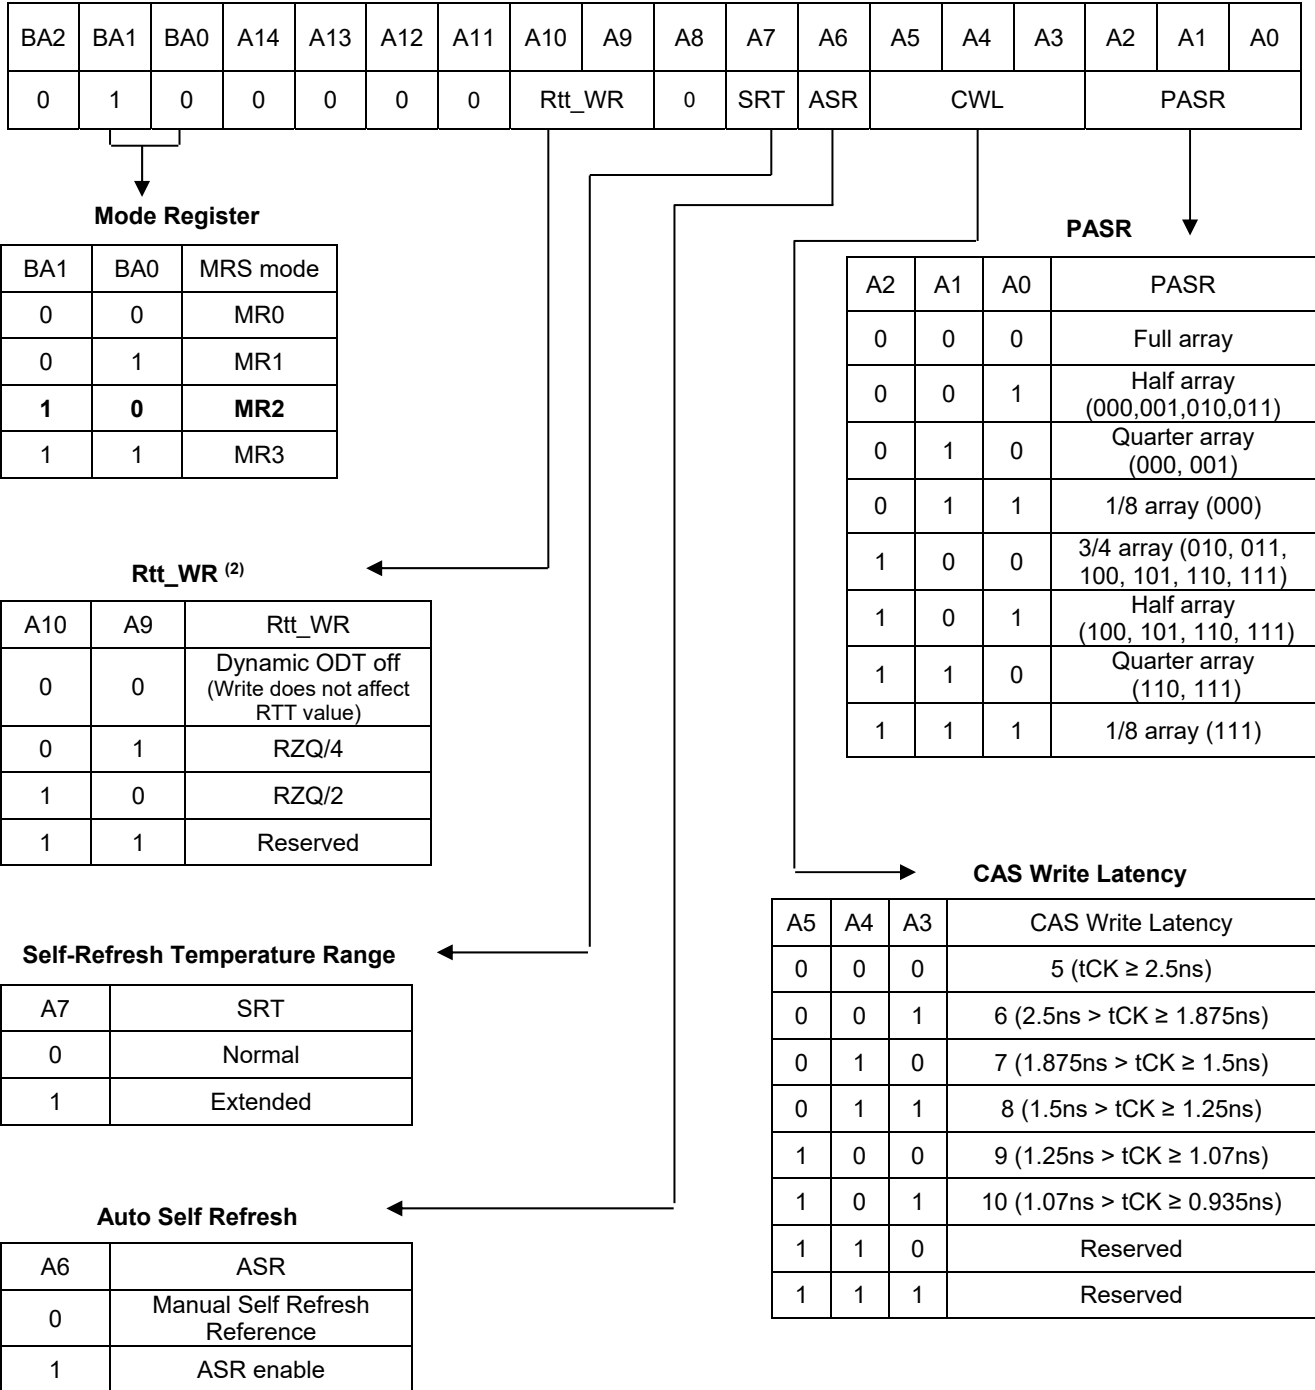 BA2 BA1 BA0 A14 A13 A12 A11 A10 A9 A8 A7 A6 A5 A4 A3 A2 A1 A0
0 1 0 0 0 0 0 Rtt_WR 0 SRT ASR CWL PASR
Mode Register
BA1 BA0 MRS mode
0 0 MR0
0 1 MR1
1 0 MR2
1 1 MR3
PASR
A2 A1 A0 PASR
0 0 0 Full array
0 0 1 Half array
(000,001,010,011)
0 1 0 Quarter array
(000, 001)
0 1 1 1/8 array (000)
1 0 0 3/4 array (010, 011,
100, 101, 110, 111)
1 0 1 Half array
(100, 101, 110, 111)
1 1 0 Quarter array
(110, 111)
1 1 1 1/8 array (111)
Rtt_WR (2)
A10 A9 Rtt_WR
0 0 Dynamic ODT off
(Write does not affect
RTT value)
0 1 RZQ/4
1 0 RZQ/2
1 1 Reserved
CAS Write Latency
A5 A4 A3 CAS Write Latency
0 0 0 5 (tCK ≥ 2.5ns)
0 0 1 6 (2.5ns > tCK ≥ 1.875ns)
0 1 0 7 (1.875ns > tCK ≥ 1.5ns)
0 1 1 8 (1.5ns > tCK ≥ 1.25ns)
1 0 0 9 (1.25ns > tCK ≥ 1.07ns)
1 0 1 10 (1.07ns > tCK ≥ 0.935ns)
1 1 0 Reserved
1 1 1 Reserved
Self-Refresh Temperature Range
A7 SRT
0 Normal
1 Extended
Auto Self Refresh
A6 ASR
0 Manual Self Refresh
Reference
1 ASR enable